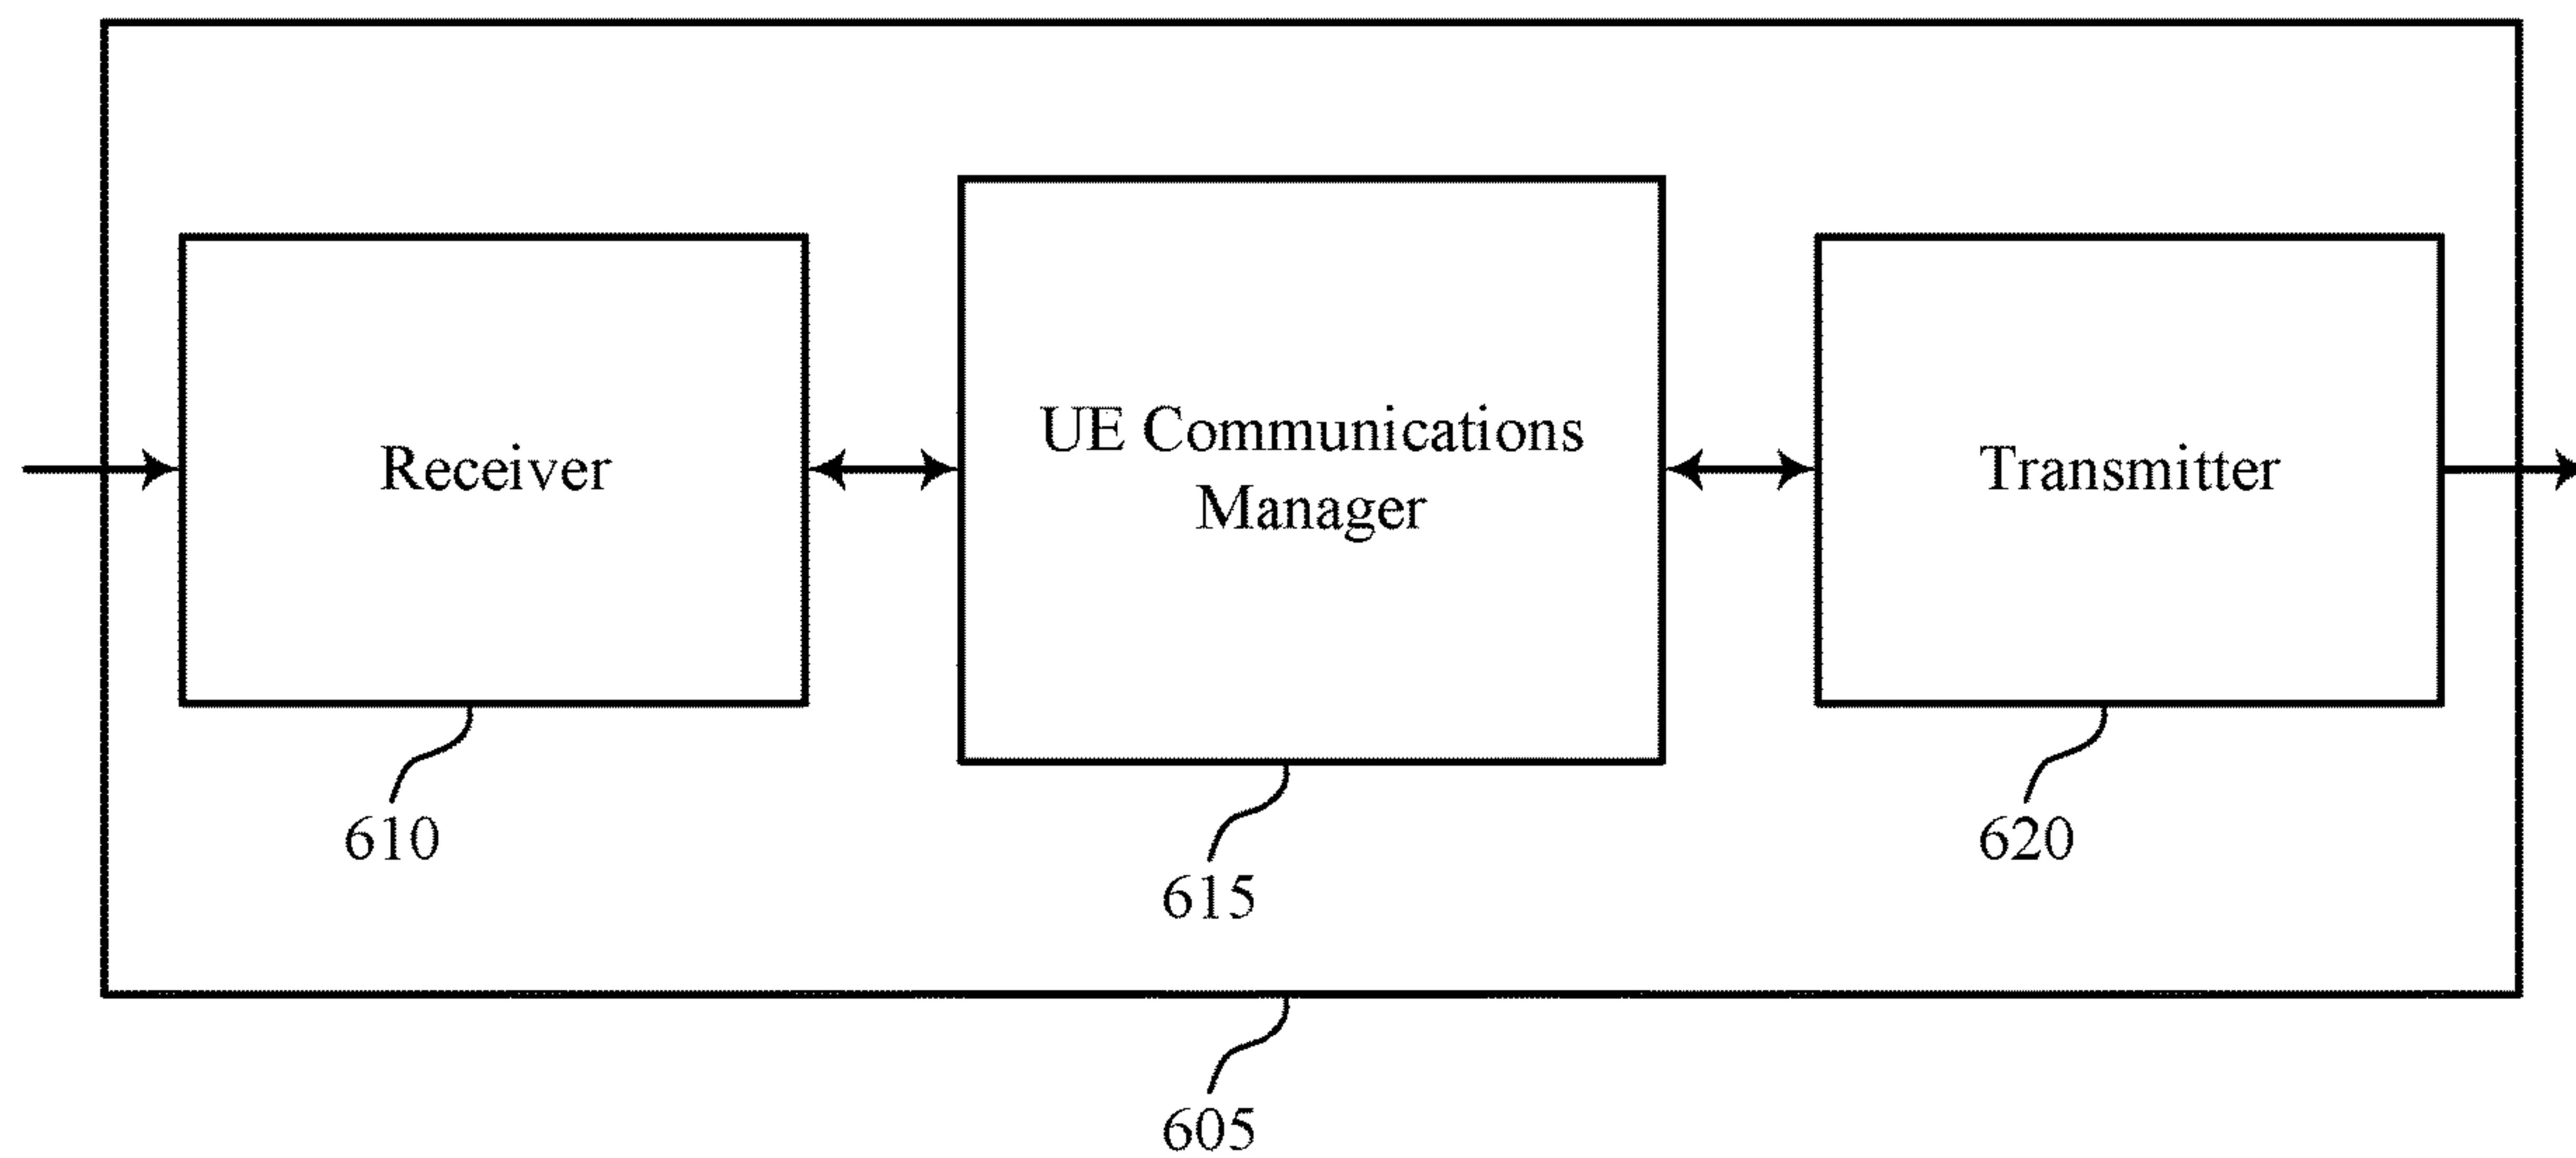 Receiver
UE Communications
Manager
Transmitter
610
615
620
605